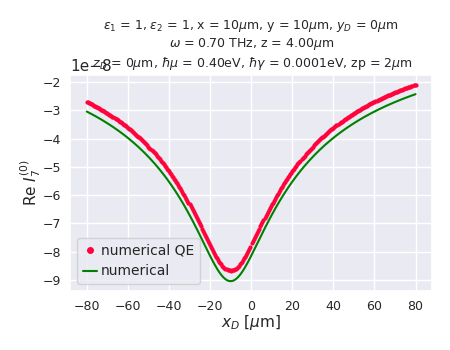 ε₁ = 1, ε₂ = 1, x = 10μm, y = 10μm, y_D = 0μm
ω = 0.70 THz, z = 4.00μm
z_D = 0μm, ℏμ = 0.40eV, ℏγ = 0.0001eV, zp = 2μm
1e−8
−2
−3
−4
−5
−6
−7
−8
−9
Re I₇⁽⁰⁾
numerical QE
numerical
−80 −60 −40 −20 0 20 40 60 80
x_D [μm]